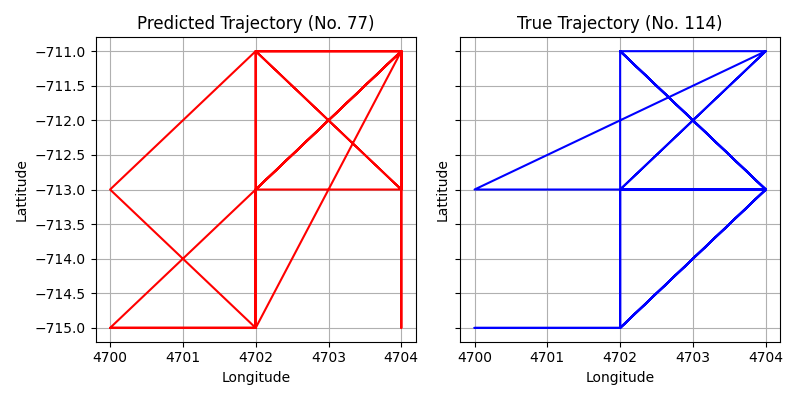 Predicted Trajectory (No. 77)
True Trajectory (No. 114)
−711.0
−711.5
−712.0
−712.5
−713.0
−713.5
−714.0
−714.5
−715.0
Lattitude
Lattitude
4700 4701 4702 4703 4704
4700 4701 4702 4703 4704
Longitude
Longitude